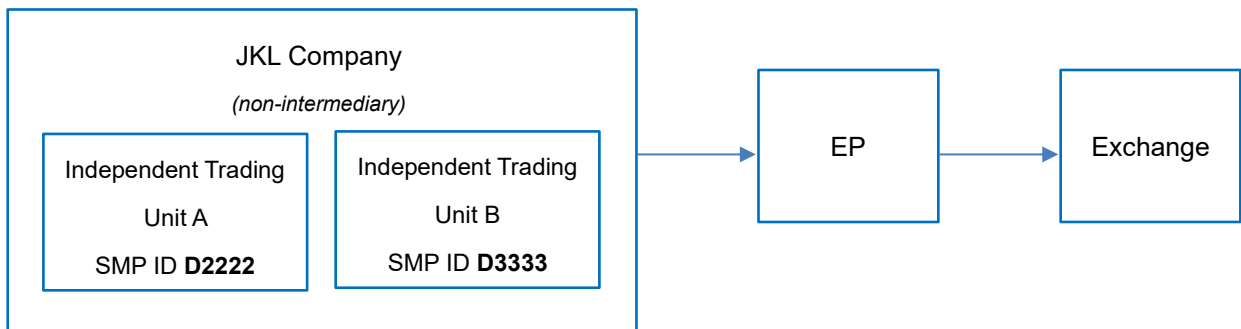 JKL Company
(non-intermediary)
Independent Trading
Unit A
SMP ID D2222
Independent Trading
Unit B
SMP ID D3333
EP
Exchange